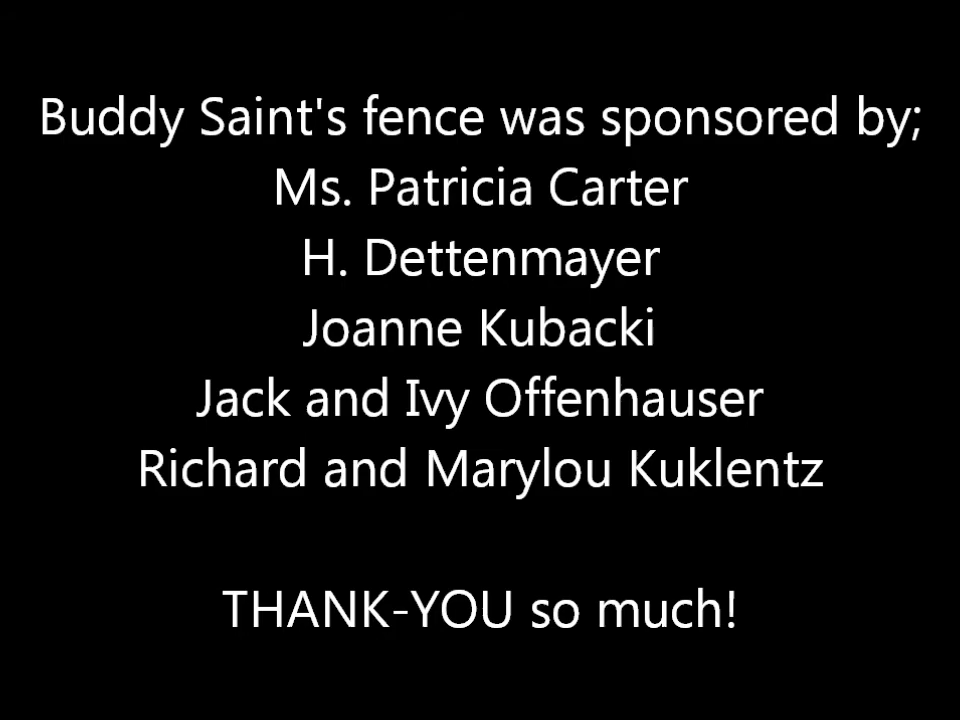 Buddy Saint's fence was sponsored by;
Ms. Patricia Carter
H. Dettenmayer
Joanne Kubacki
Jack and Ivy Offenhauser
Richard and Marylou Kuklentz
THANK-YOU so much!